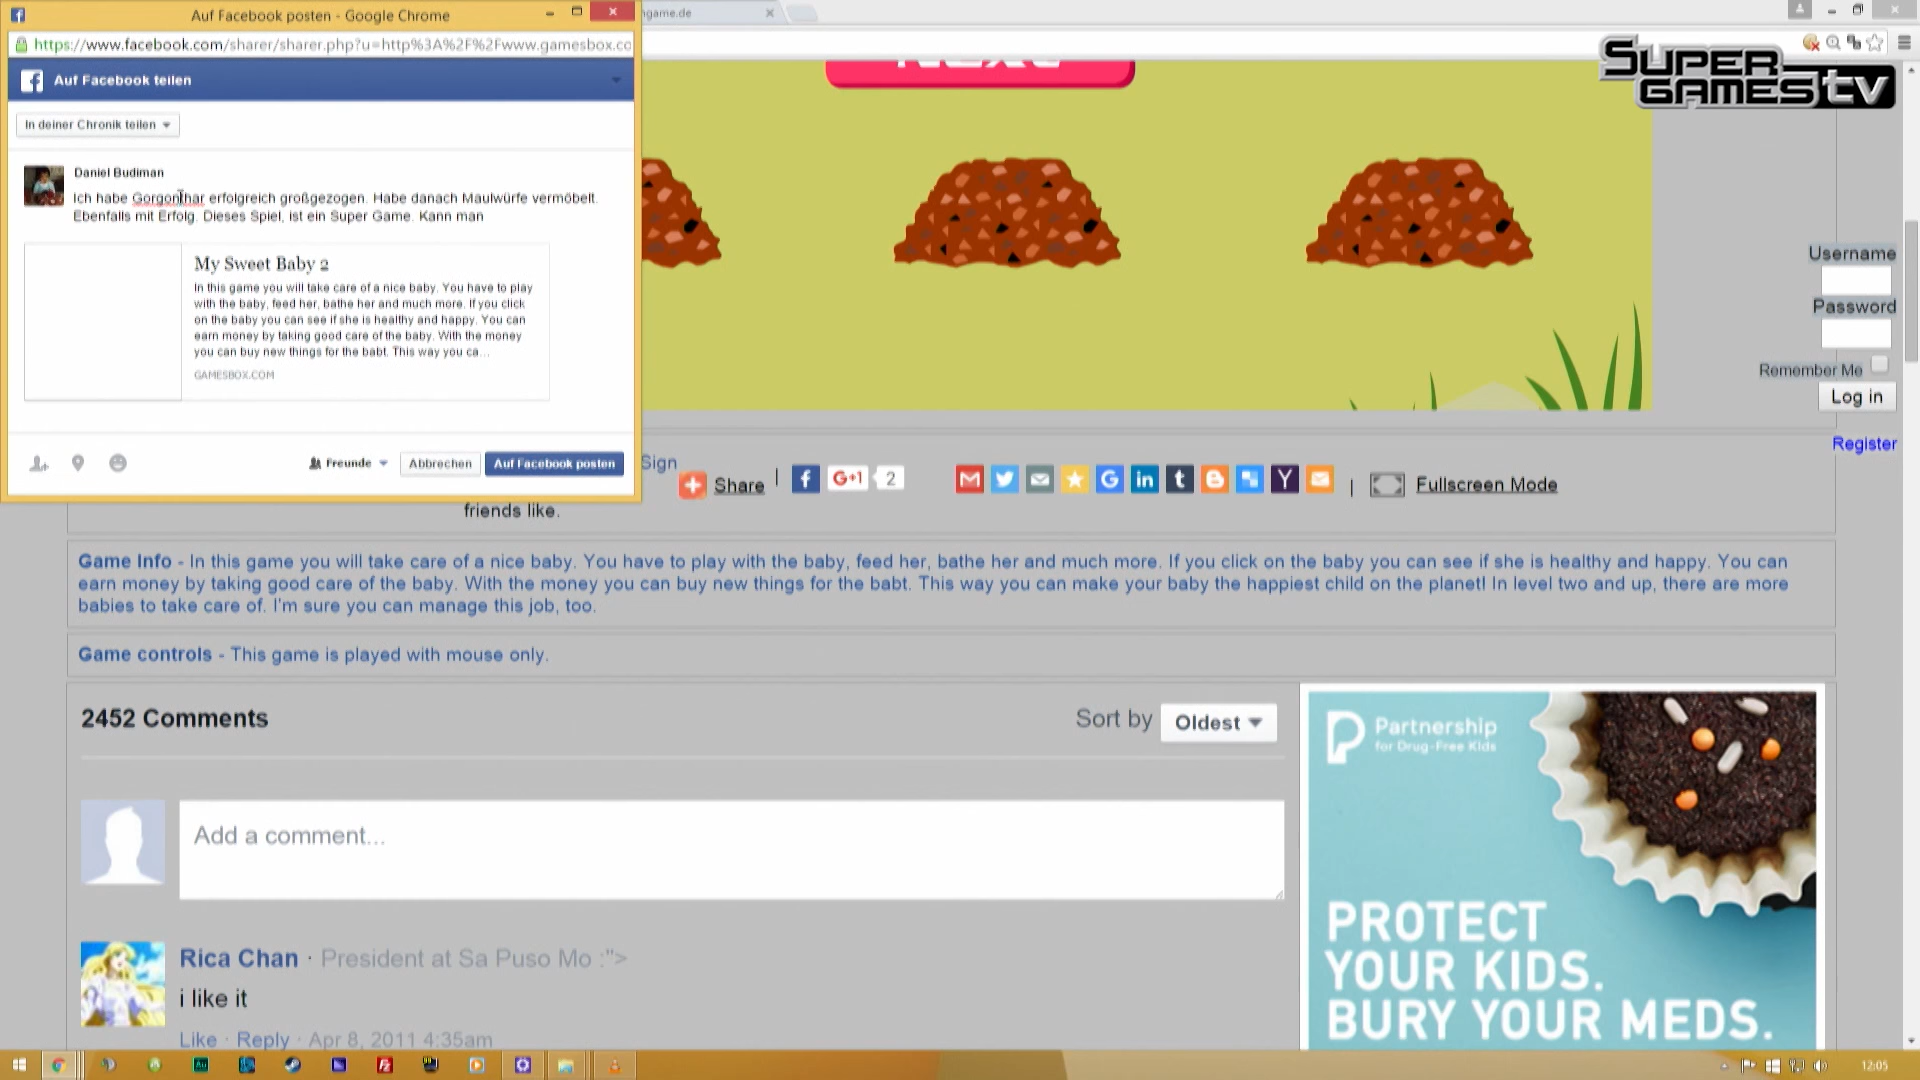 Auf Facebook posten - Google Chrome
https://www.facebook.com/sharer/sharer.php?u=http%3A%2F%2Fwww.gamesbox.co
Auf Facebook teilen
In deiner Chronik teilen
Daniel Budiman
Ich habe Gorgonthar erfolgreich großgezogen. Habe danach Maulwürfe vermöbelt.
Ebenfalls mit Erfolg. Dieses Spiel, ist ein Super Game. Kann man
My Sweet Baby 2
In this game you will take care of a nice baby. You have to play
with the baby, feed her, bathe her and much more. If you click
on the baby you can see if she is healthy and happy. You can
earn money by taking good care of the baby. With the money
you can buy new things for the babt. This way you ca...
GAMESBOX.COM
Freunde
Abbrechen
Auf Facebook posten
ngame.de
SUPER
GAMES TV
Username
Password
Remember Me
Log in
Register
Sign
friends like.
Share | f G+1 2
| Fullscreen Mode
Game Info - In this game you will take care of a nice baby. You have to play with the baby, feed her, bathe her and much more. If you click on the baby you can see if she is healthy and happy. You can
earn money by taking good care of the baby. With the money you can buy new things for the babt. This way you can make your baby the happiest child on the planet! In level two and up, there are more
babies to take care of. I'm sure you can manage this job, too.
Game controls - This game is played with mouse only.
2452 Comments
Sort by Oldest
Add a comment...
Rica Chan · President at Sa Puso Mo :">
i like it
Like · Reply · Apr 8, 2011 4:35am
Partnership
for Drug-Free Kids
PROTECT
YOUR KIDS.
BURY YOUR MEDS.
12:05